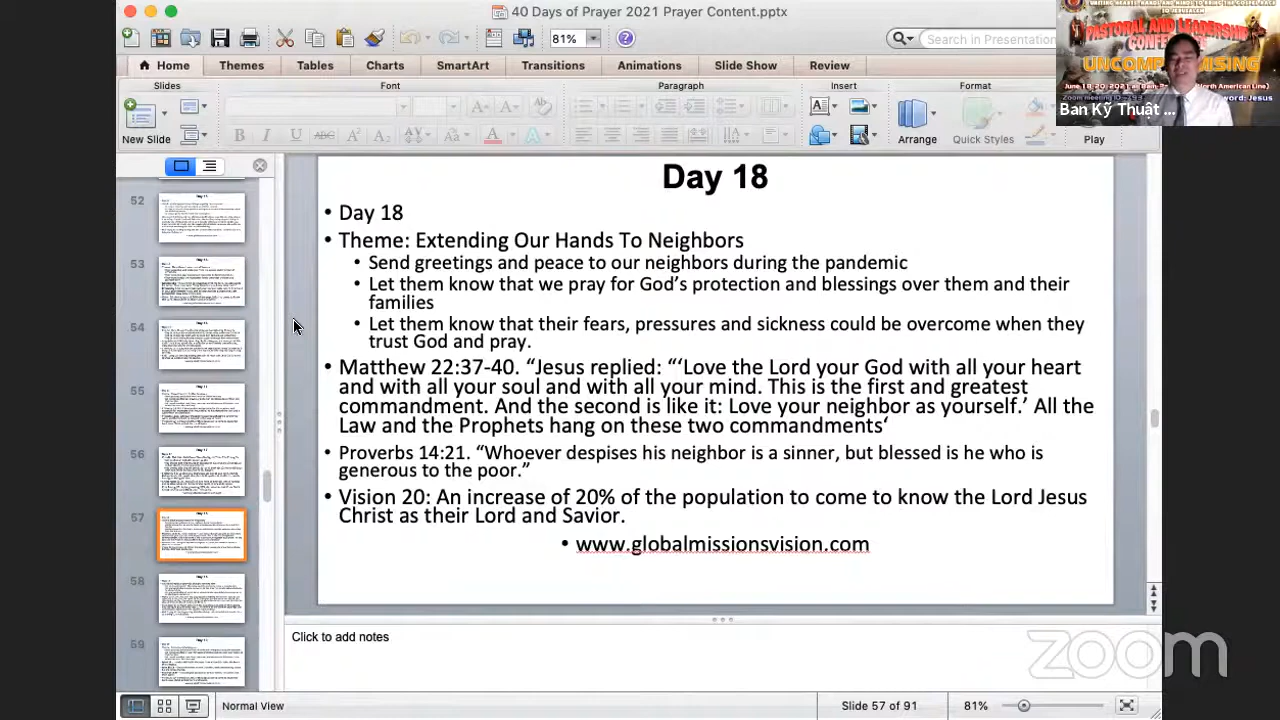 40 Days of Prayer 2021 Prayer Content.pptx
81%
Search in Presentation
Home
Themes
Tables
Charts
SmartArt
Transitions
Animations
Slide Show
Review
Slides
Font
Paragraph
Insert
Format
New Slide
Arrange
Quick Styles
Play
PASTORAL AND LEADERSHIP
CONFERENCE
UNCOMPROMISING
Ban Kỹ Thuật ...
52
53
54
55
56
57
58
59
Day 18
• Day 18
• Theme: Extending Our Hands To Neighbors
• Send greetings and peace to our neighbors during the pandemic
• Let them know that we pray for God’s protection and blessings over them and their
families
• Let them know that their fears, pressures and sickness could be overcome when they
trust God and pray.
• Matthew 22:37-40. “Jesus replied: “‘Love the Lord your God with all your heart
and with all your soul and with all your mind. This is the first and greatest
commandment. And the second is like it: Love your neighbor as yourself.’ All the
Law and the Prophets hang on these two commandments‘
• Proverbs 14:21. “Whoever despises his neighbor is a sinner, but blessed is he who is
generous to the poor.”
• Vision 20: An increase of 20% of the population to come to know the Lord Jesus
Christ as their Lord and Savior.
• www.globalmissionsvision.com
Click to add notes
zoom
Normal View
Slide 57 of 91
81%